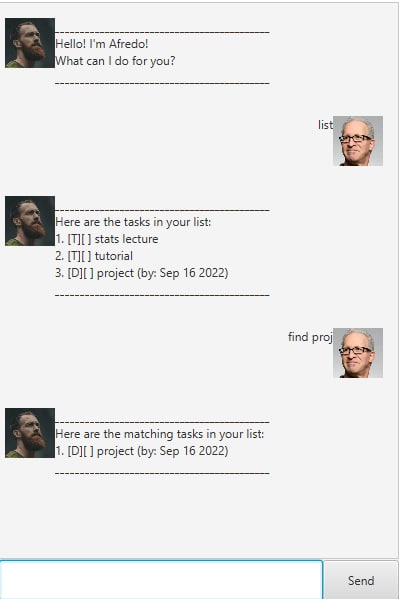 ____________________________________________
Hello! I'm Afredo!
What can I do for you?
____________________________________________
list
____________________________________________
Here are the tasks in your list:
1. [T][ ] stats lecture
2. [T][ ] tutorial
3. [D][ ] project (by: Sep 16 2022)
____________________________________________
find proj
____________________________________________
Here are the matching tasks in your list:
1. [D][ ] project (by: Sep 16 2022)
____________________________________________
Send